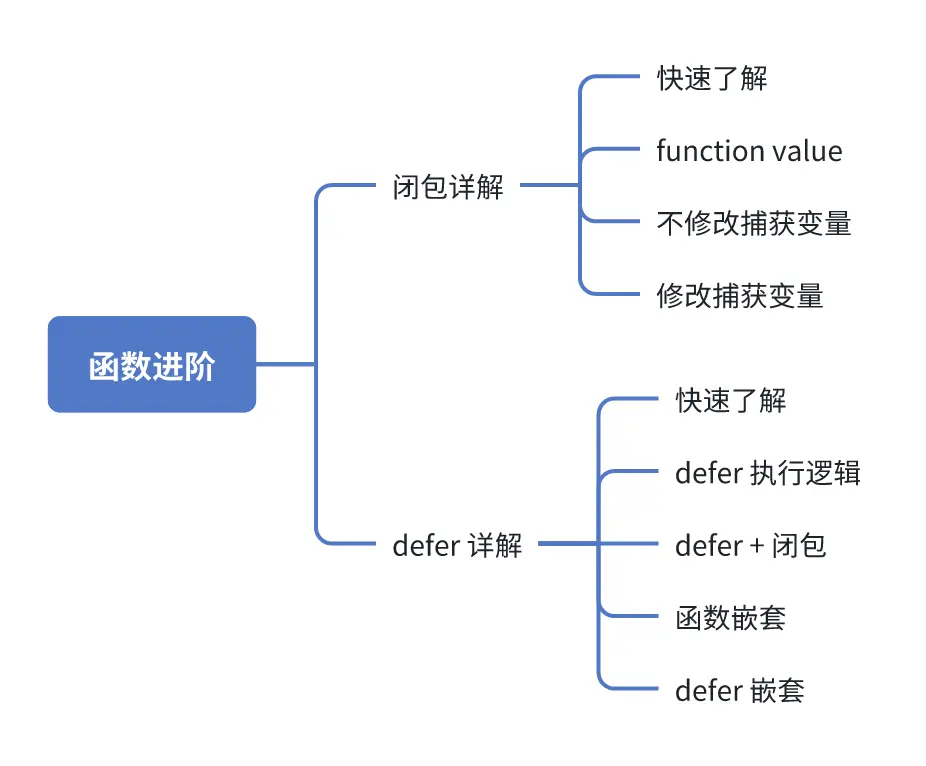 函数进阶
闭包详解
快速了解
function value
不修改捕获变量
修改捕获变量
defer 详解
快速了解
defer 执行逻辑
defer + 闭包
函数嵌套
defer 嵌套